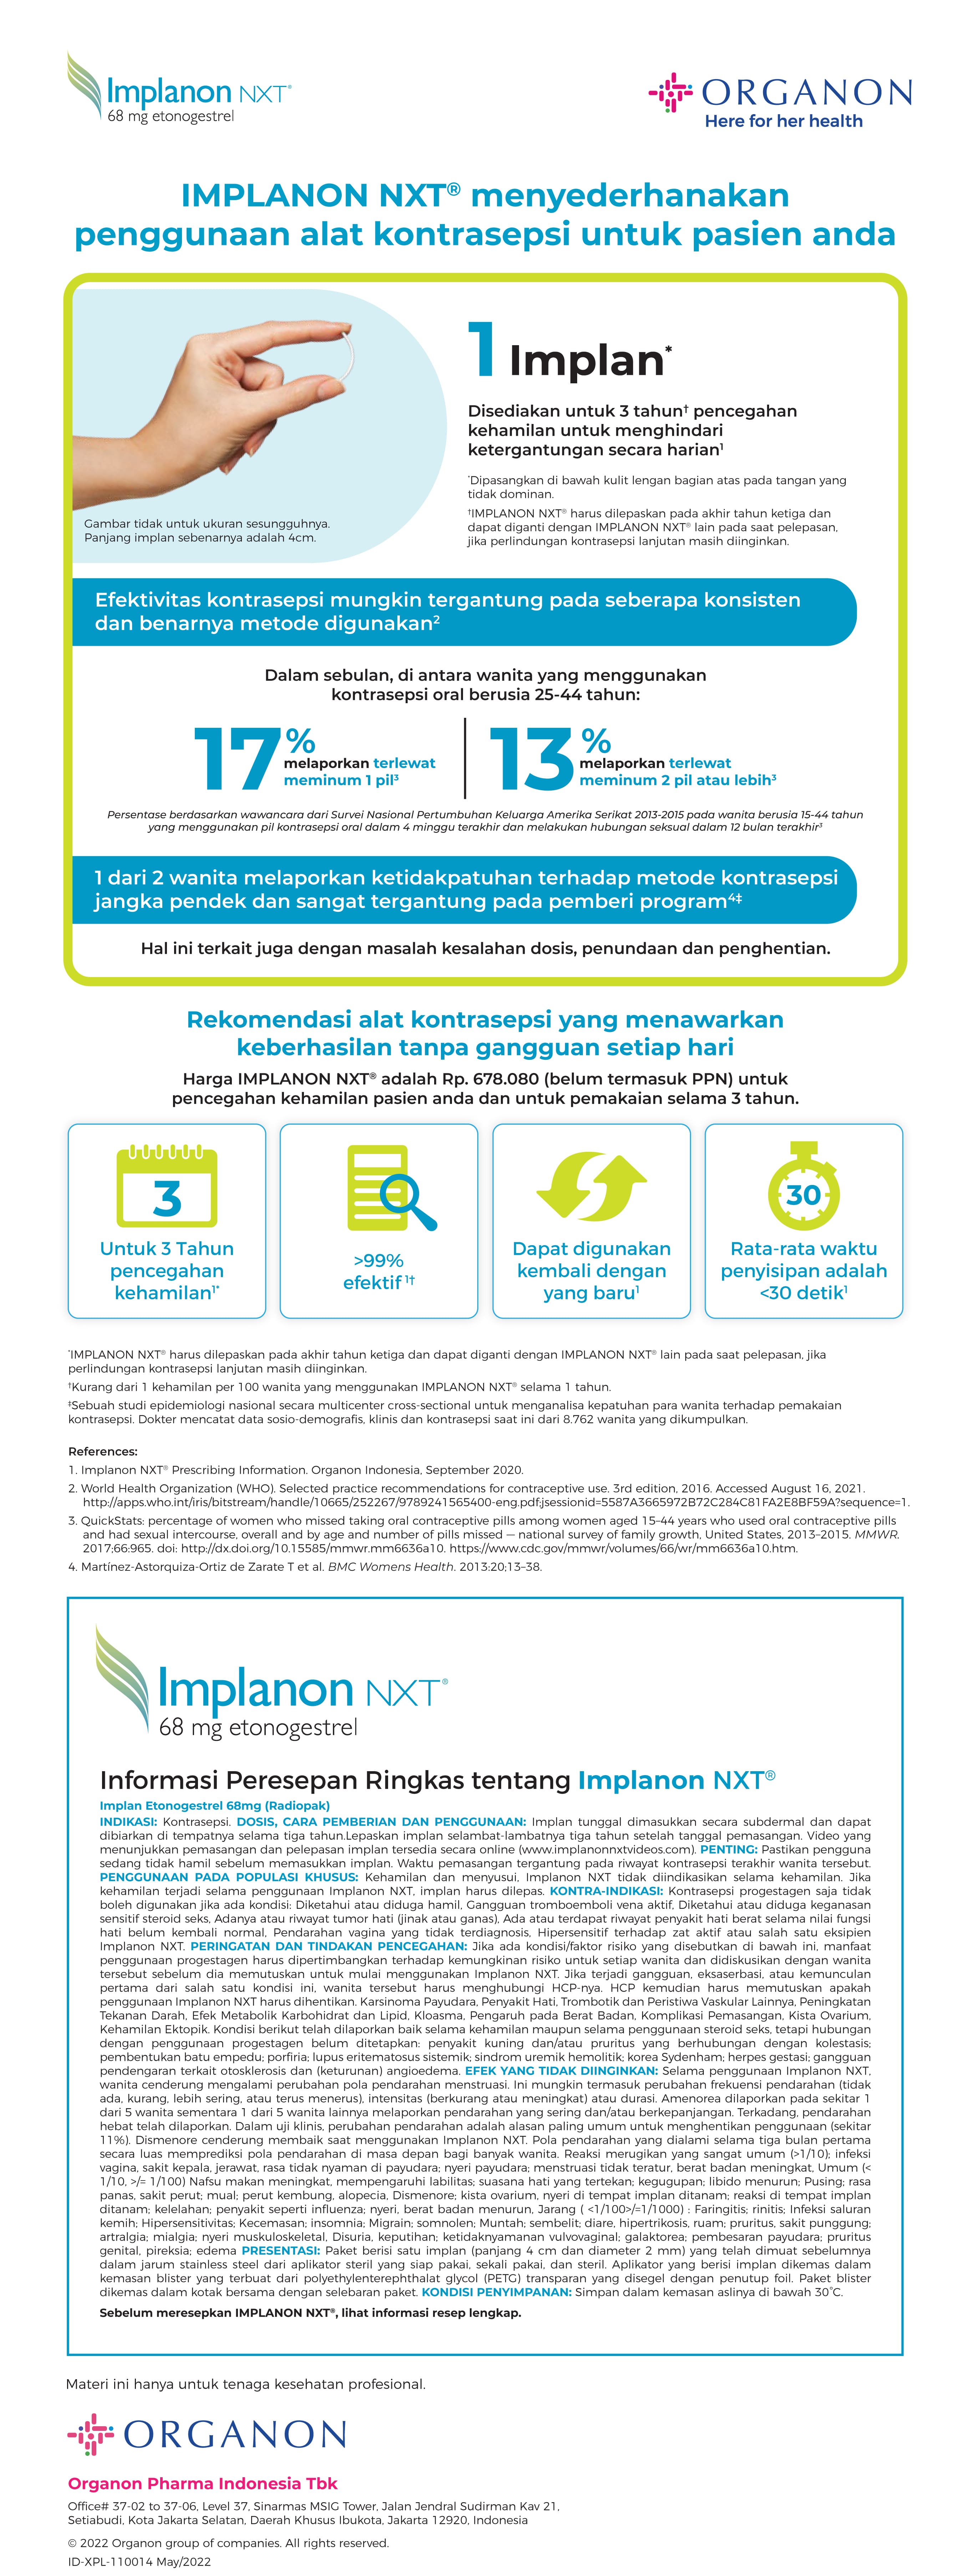 Implanon NXT®
68 mg etonogestrel
ORGANON
Here for her health
IMPLANON NXT® menyederhanakan
penggunaan alat kontrasepsi untuk pasien anda
1 Implan*
Disediakan untuk 3 tahun† pencegahan
kehamilan untuk menghindari
ketergantungan secara harian¹
*Dipasangkan di bawah kulit lengan bagian atas pada tangan yang
tidak dominan.
†IMPLANON NXT® harus dilepaskan pada akhir tahun ketiga dan
dapat diganti dengan IMPLANON NXT® lain pada saat pelepasan,
jika perlindungan kontrasepsi lanjutan masih diinginkan.
Gambar tidak untuk ukuran sesungguhnya.
Panjang implan sebenarnya adalah 4cm.
Efektivitas kontrasepsi mungkin tergantung pada seberapa konsisten
dan benarnya metode digunakan²
Dalam sebulan, di antara wanita yang menggunakan
kontrasepsi oral berusia 25-44 tahun:
17%
melaporkan terlewat
meminum 1 pil³
13%
melaporkan terlewat
meminum 2 pil atau lebih³
Persentase berdasarkan wawancara dari Survei Nasional Pertumbuhan Keluarga Amerika Serikat 2013-2015 pada wanita berusia 15-44 tahun
yang menggunakan pil kontrasepsi oral dalam 4 minggu terakhir dan melakukan hubungan seksual dalam 12 bulan terakhir³
1 dari 2 wanita melaporkan ketidakpatuhan terhadap metode kontrasepsi
jangka pendek dan sangat tergantung pada pemberi program⁴‡
Hal ini terkait juga dengan masalah kesalahan dosis, penundaan dan penghentian.
Rekomendasi alat kontrasepsi yang menawarkan
keberhasilan tanpa gangguan setiap hari
Harga IMPLANON NXT® adalah Rp. 678.080 (belum termasuk PPN) untuk
pencegahan kehamilan pasien anda dan untuk pemakaian selama 3 tahun.
3
Untuk 3 Tahun
pencegahan
kehamilan¹*
>99%
efektif¹†
Dapat digunakan
kembali dengan
yang baru¹
30
Rata-rata waktu
penyisipan adalah
<30 detik¹
*IMPLANON NXT® harus dilepaskan pada akhir tahun ketiga dan dapat diganti dengan IMPLANON NXT® lain pada saat pelepasan, jika
perlindungan kontrasepsi lanjutan masih diinginkan.
†Kurang dari 1 kehamilan per 100 wanita yang menggunakan IMPLANON NXT® selama 1 tahun.
‡Sebuah studi epidemiologi nasional secara multicenter cross-sectional untuk menganalisa kepatuhan para wanita terhadap pemakaian
kontrasepsi. Dokter mencatat data sosio-demografis, klinis dan kontrasepsi saat ini dari 8.762 wanita yang dikumpulkan.
References:
1. Implanon NXT® Prescribing Information. Organon Indonesia, September 2020.
2. World Health Organization (WHO). Selected practice recommendations for contraceptive use. 3rd edition, 2016. Accessed August 16, 2021.
http://apps.who.int/iris/bitstream/handle/10665/252267/9789241565400-eng.pdf;jsessionid=5587A3665972B72C284C81FA2E8BF59A?sequence=1.
3. QuickStats: percentage of women who missed taking oral contraceptive pills among women aged 15–44 years who used oral contraceptive pills
and had sexual intercourse, overall and by age and number of pills missed — national survey of family growth, United States, 2013–2015. MMWR.
2017;66:965. doi: http://dx.doi.org/10.15585/mmwr.mm6636a10. https://www.cdc.gov/mmwr/volumes/66/wr/mm6636a10.htm.
4. Martínez-Astorquiza-Ortiz de Zarate T et al. BMC Womens Health. 2013:20;13–38.
Implanon NXT®
68 mg etonogestrel
Informasi Peresepan Ringkas tentang Implanon NXT®
Implan Etonogestrel 68mg (Radiopak)
INDIKASI: Kontrasepsi. DOSIS, CARA PEMBERIAN DAN PENGGUNAAN: Implan tunggal dimasukkan secara subdermal dan dapat
dibiarkan di tempatnya selama tiga tahun.Lepaskan implan selambat-lambatnya tiga tahun setelah tanggal pemasangan. Video yang
menunjukkan pemasangan dan pelepasan implan tersedia secara online (www.implanonnxtvideos.com). PENTING: Pastikan pengguna
sedang tidak hamil sebelum memasukkan implan. Waktu pemasangan tergantung pada riwayat kontrasepsi terakhir wanita tersebut.
PENGGUNAAN PADA POPULASI KHUSUS: Kehamilan dan menyusui, Implanon NXT tidak diindikasikan selama kehamilan. Jika
kehamilan terjadi selama penggunaan Implanon NXT, implan harus dilepas. KONTRA-INDIKASI: Kontrasepsi progestagen saja tidak
boleh digunakan jika ada kondisi: Diketahui atau diduga hamil, Gangguan tromboemboli vena aktif, Diketahui atau diduga keganasan
sensitif steroid seks, Adanya atau riwayat tumor hati (jinak atau ganas), Ada atau terdapat riwayat penyakit hati berat selama nilai fungsi
hati belum kembali normal, Pendarahan vagina yang tidak terdiagnosis, Hipersensitif terhadap zat aktif atau salah satu eksipien
Implanon NXT. PERINGATAN DAN TINDAKAN PENCEGAHAN: Jika ada kondisi/faktor risiko yang disebutkan di bawah ini, manfaat
penggunaan progestagen harus dipertimbangkan terhadap kemungkinan risiko untuk setiap wanita dan didiskusikan dengan wanita
tersebut sebelum dia memutuskan untuk mulai menggunakan Implanon NXT. Jika terjadi gangguan, eksaserbasi, atau kemunculan
pertama dari salah satu kondisi ini, wanita tersebut harus menghubungi HCP-nya. HCP kemudian harus memutuskan apakah
penggunaan Implanon NXT harus dihentikan. Karsinoma Payudara, Penyakit Hati, Trombotik dan Peristiwa Vaskular Lainnya, Peningkatan
Tekanan Darah, Efek Metabolik Karbohidrat dan Lipid, Kloasma, Pengaruh pada Berat Badan, Komplikasi Pemasangan, Kista Ovarium,
Kehamilan Ektopik. Kondisi berikut telah dilaporkan baik selama kehamilan maupun selama penggunaan steroid seks, tetapi hubungan
dengan penggunaan progestogen belum ditetapkan: penyakit kuning dan/atau pruritus yang berhubungan dengan kolestasis;
pembentukan batu empedu; porfiria; lupus eritematosus sistemik; sindrom uremik hemolitik; korea Sydenham; herpes gestasi; gangguan
pendengaran terkait otosklerosis dan (keturunan) angioedema. EFEK YANG TIDAK DIINGINKAN: Selama penggunaan Implanon NXT,
wanita cenderung mengalami perubahan pola pendarahan menstruasi. Ini mungkin termasuk perubahan frekuensi pendarahan (tidak
ada, kurang, lebih sering, atau terus menerus), intensitas (berkurang atau meningkat) atau durasi. Amenorea dilaporkan pada sekitar 1
dari 5 wanita sementara 1 dari 5 wanita lainnya melaporkan pendarahan yang sering dan/atau berkepanjangan. Terkadang, pendarahan
hebat telah dilaporkan. Dalam uji klinis, perubahan pendarahan adalah alasan paling umum untuk menghentikan penggunaan (sekitar
11%). Dismenore cenderung membaik saat menggunakan Implanon NXT. Pola pendarahan yang dialami selama tiga bulan pertama
secara luas memprediksi pola pendarahan di masa depan bagi banyak wanita. Reaksi merugikan yang sangat umum (>1/10); infeksi
vagina, sakit kepala, jerawat, rasa tidak nyaman di payudara; nyeri payudara; menstruasi tidak teratur, berat badan meningkat, Umum (<
1/10, >/= 1/100) Nafsu makan meningkat, mempengaruhi labilitas; suasana hati yang tertekan; kegugupan; libido menurun, Pusing; rasa
panas, sakit perut; mual; perut kembung, alopecia, Dismenore; kista ovarium, nyeri di tempat implan ditanam; reaksi di tempat implan
ditanam; kelelahan; penyakit seperti influenza; nyeri, berat badan menurun, Jarang ( <1/100>/=1/1000) : Faringitis; rinitis; Infeksi saluran
kemih; Hipersensitivitas; Kecemasan; insomnia; Migrain; somnolen; Muntah; sembelit; diare, hipertrikosis, ruam; pruritus, sakit punggung;
artralgia; mialgia; nyeri muskuloskeletal, Disuria, keputihan; ketidaknyamanan vulvovaginal; galaktorea; pembesaran payudara; pruritus
genital, pireksia; edema PRESENTASI: Paket berisi satu implan (panjang 4 cm dan diameter 2 mm) yang telah dimuat sebelumnya
dalam jarum stainless steel dari aplikator steril yang siap pakai, sekali pakai, dan steril. Aplikator yang berisi implan dikemas dalam
kemasan blister yang terbuat dari polyethylenterephthalat glycol (PETG) transparan yang disegel dengan penutup foil. Paket blister
dikemas dalam kotak bersama dengan selebaran paket. KONDISI PENYIMPANAN: Simpan dalam kemasan aslinya di bawah 30°C.
Sebelum meresepkan IMPLANON NXT®, lihat informasi resep lengkap.
Materi ini hanya untuk tenaga kesehatan profesional.
ORGANON
Organon Pharma Indonesia Tbk
Office# 37-02 to 37-06, Level 37, Sinarmas MSIG Tower, Jalan Jendral Sudirman Kav 21,
Setiabudi, Kota Jakarta Selatan, Daerah Khusus Ibukota, Jakarta 12920, Indonesia
© 2022 Organon group of companies. All rights reserved.
ID-XPL-110014 May/2022